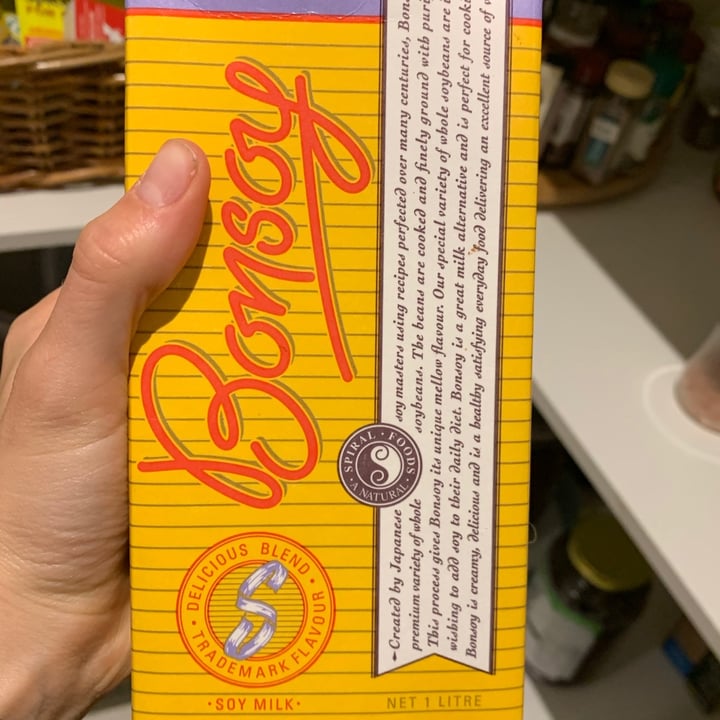 Bonsoy
DELICIOUS BLEND
TRADEMARK FLAVOUR
S
·SOY MILK·
NET 1 LITRE
SPIRAL · FOODS
· A NATURAL ·
Created by Japanese soy masters using recipes perfected over many centuries,
premium variety of whole soybeans. The beans are cooked and finely ground with
This process gives Bonsoy its unique mellow flavour. Our special variety of whole soybeans are
wishing to add soy to their daily diet. Bonsoy is a great milk alternative and is perfect for
Bonsoy is creamy, delicious and is a healthy satisfying everyday food delivering an excellent source of